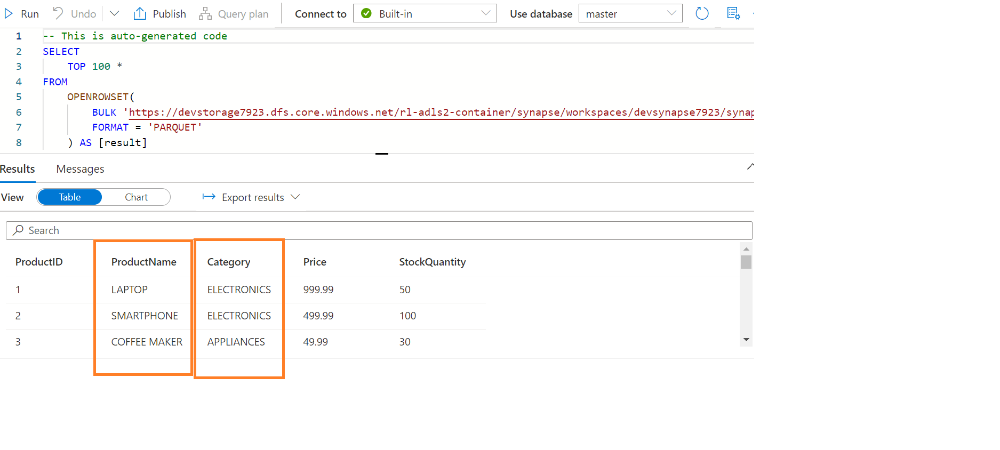 Run Undo Publish Query plan Connect to Built-in Use database master
1 -- This is auto-generated code
2 SELECT
3 TOP 100 *
4 FROM
5 OPENROWSET(
6 BULK 'https://devstorage7923.dfs.core.windows.net/rl-adls2-container/synapse/workspaces/devsynapse7923/synap
7 FORMAT = 'PARQUET'
8 ) AS [result]
Results Messages
View Table Chart Export results
Search
ProductID ProductName Category Price StockQuantity
1 LAPTOP ELECTRONICS 999.99 50
2 SMARTPHONE ELECTRONICS 499.99 100
3 COFFEE MAKER APPLIANCES 49.99 30